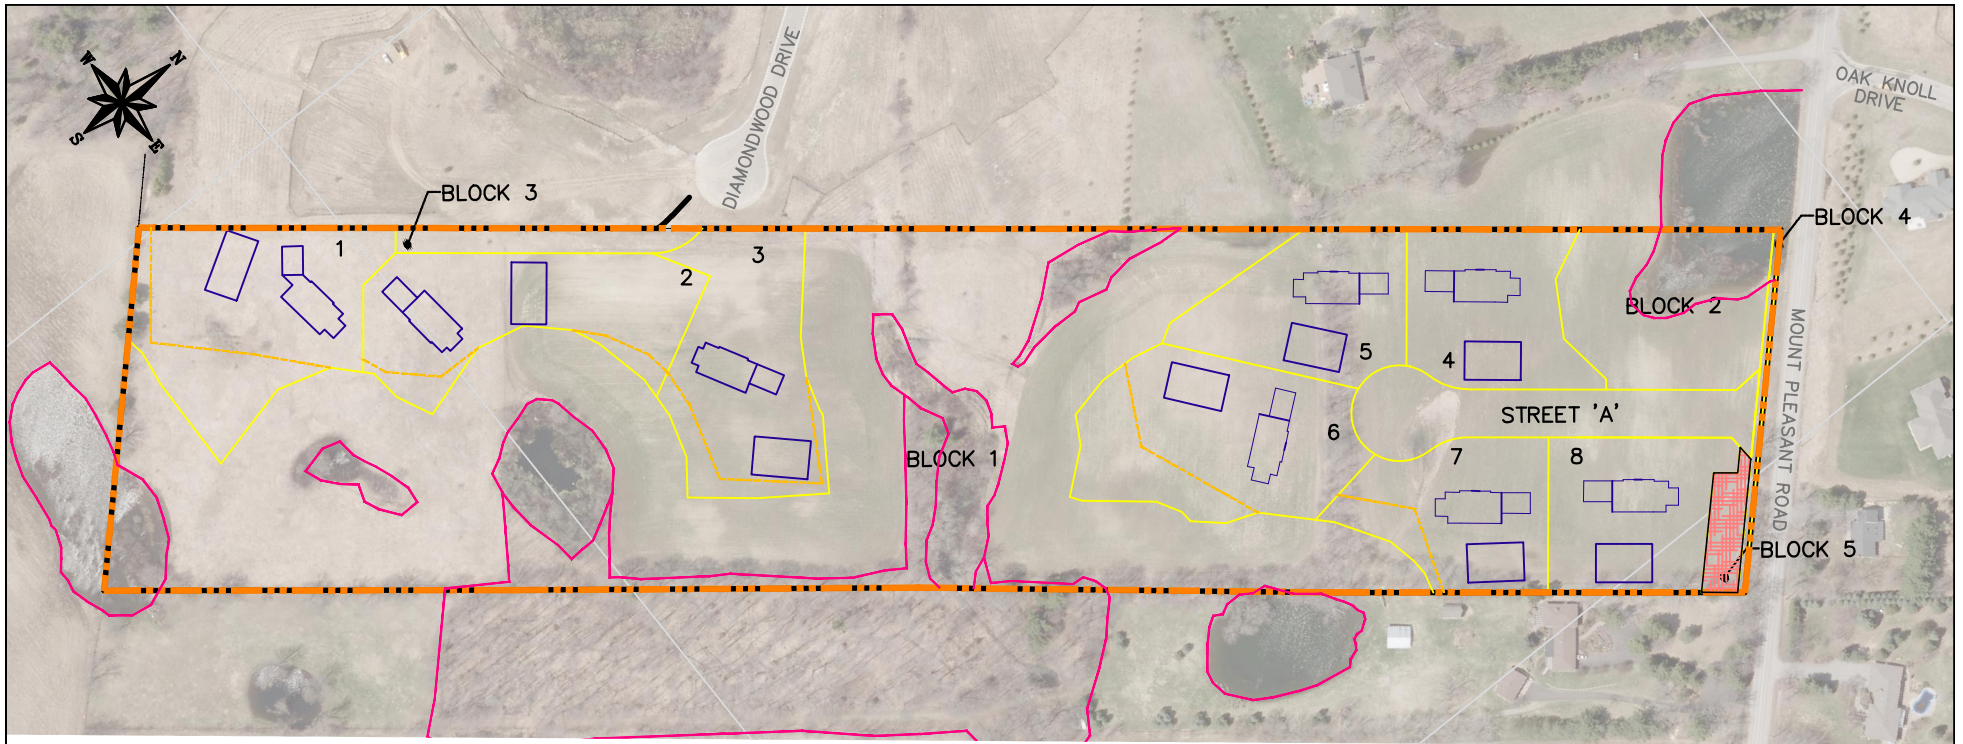 W
N
S
E
DIAMONDWOOD DRIVE
OAK KNOLL
DRIVE
BLOCK 3
BLOCK 4
1
2
3
BLOCK 2
MOUNT PLEASANT ROAD
5
4
STREET 'A'
6
7
8
BLOCK 1
BLOCK 5